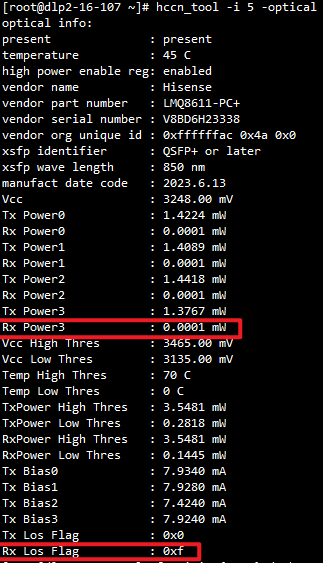 [root@dlp2-16-107 ~]# hccn_tool -i 5 -optical
optical info:
present : present
temperature : 45 C
high power enable reg: enabled
vendor name : Hisense
vendor part number : LMQ8611-PC+
vendor serial number : V8BD6H23338
vendor org unique id : 0xffffffac 0x4a 0x0
xsfp identifier : QSFP+ or later
xsfp wave length : 850 nm
manufact date code : 2023.6.13
Vcc : 3248.00 mV
Tx Power0 : 1.4224 mW
Rx Power0 : 0.0001 mW
Tx Power1 : 1.4089 mW
Rx Power1 : 0.0001 mW
Tx Power2 : 1.4418 mW
Rx Power2 : 0.0001 mW
Tx Power3 : 1.3767 mW
Rx Power3 : 0.0001 mW
Vcc High Thres : 3465.00 mV
Vcc Low Thres : 3135.00 mV
Temp High Thres : 70 C
Temp Low Thres : 0 C
TxPower High Thres : 3.5481 mW
TxPower Low Thres : 0.2818 mW
RxPower High Thres : 3.5481 mW
RxPower Low Thres : 0.1445 mW
Tx Bias0 : 7.9340 mA
Tx Bias1 : 7.9280 mA
Tx Bias2 : 7.4240 mA
Tx Bias3 : 7.9240 mA
Tx Los Flag : 0x0
Rx Los Flag : 0xf